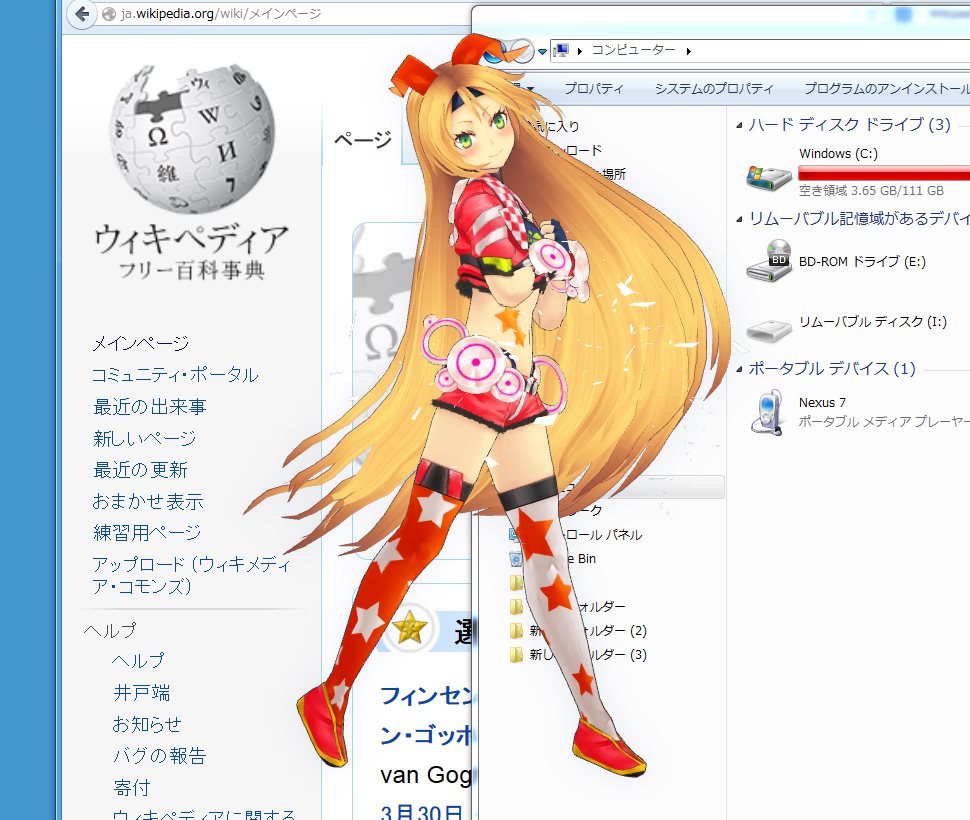 ja.wikipedia.org/wiki/メインページ
ウィキペディア
フリー百科事典
メインページ
コミュニティ・ポータル
最近の出来事
新しいページ
最近の更新
おまかせ表示
練習用ページ
アップロード (ウィキメディ
ア・コモンズ)
ヘルプ
ヘルプ
井戸端
お知らせ
バグの報告
寄付
ウィキペディアに関する
ページ
選
フィンセン
ン・ゴッホ
van Gog
3月30日
コンピューター
プロパティ
システムのプロパティ
プログラムのアンインストール
に入り
ロード
場所
ーク
ロール パネル
e Bin
ォルダー
新 ォルダー (2)
新し ルダー (3)
ハード ディスク ドライブ (3)
Windows (C:)
空き領域 3.65 GB/111 GB
リムーバブル記憶域があるデバイ
BD
BD-ROM ドライブ (E:)
リムーバブル ディスク (I:)
ポータブル デバイス (1)
Nexus 7
ポータブル メディア プレーヤー